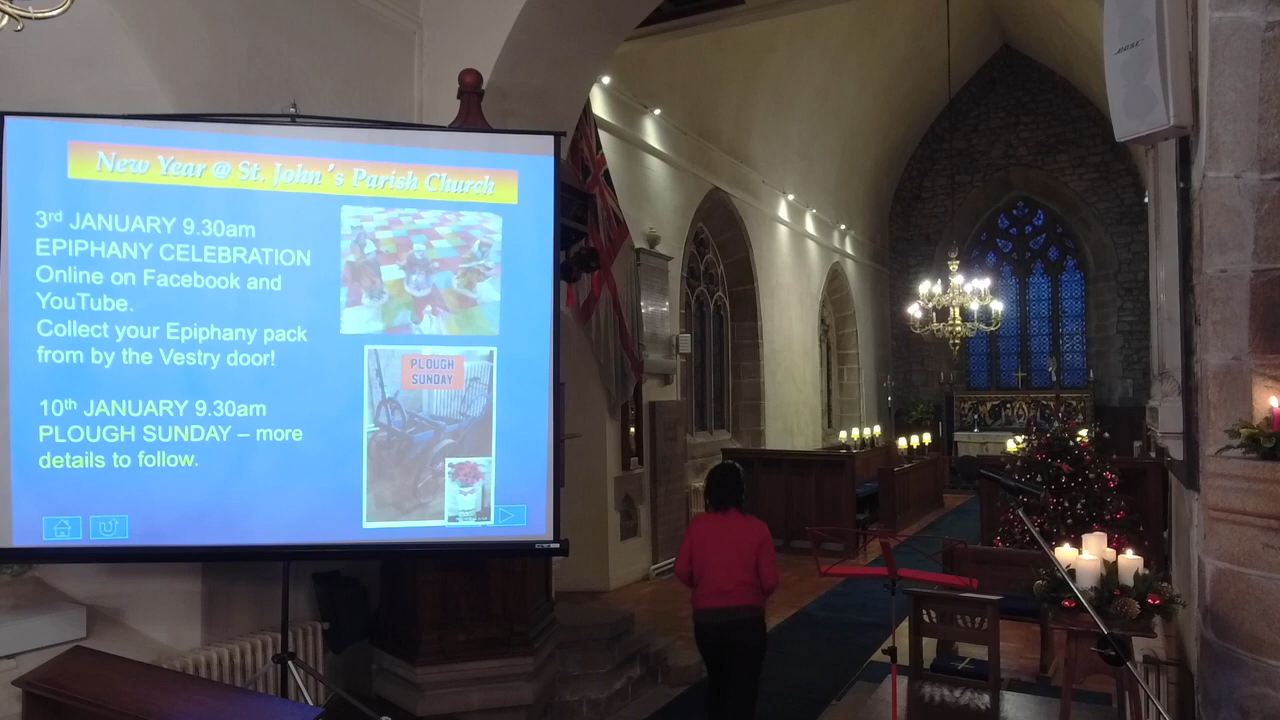 New Year @ St. John's Parish Church
3rd JANUARY 9.30am
EPIPHANY CELEBRATION
Online on Facebook and
YouTube.
Collect your Epiphany pack
from by the Vestry door!
10th JANUARY 9.30am
PLOUGH SUNDAY – more
details to follow.
PLOUGH
SUNDAY
BOSE